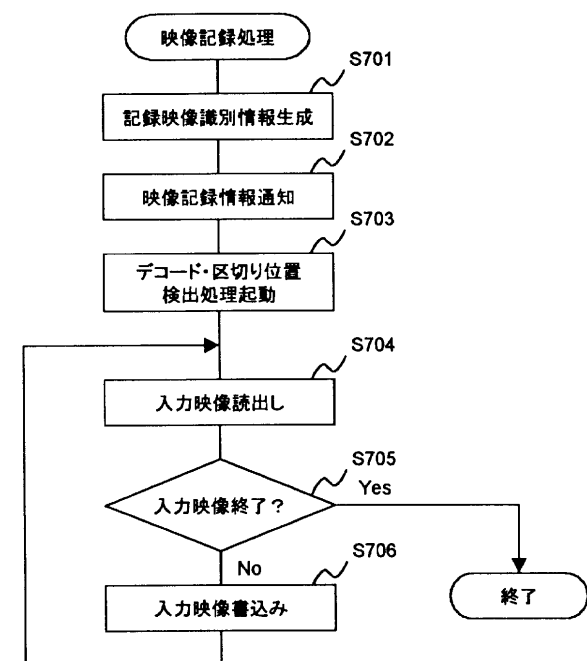 映像記録処理
S701
記録映像識別情報生成
S702
映像記録情報通知
S703
デコード・区切り位置
検出処理起動
S704
入力映像読出し
S705
入力映像終了？
Yes
No
S706
入力映像書込み
終了